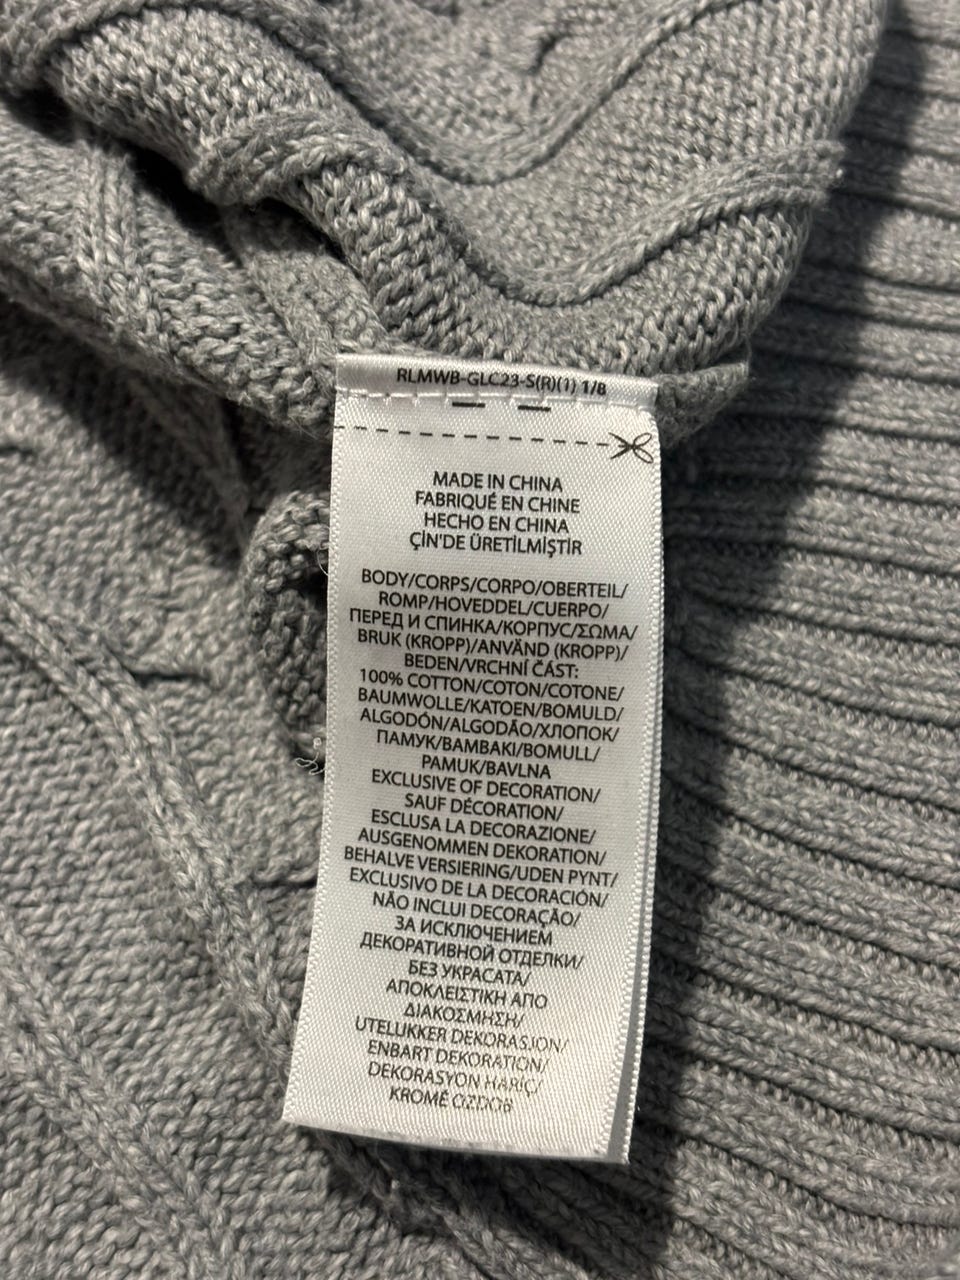 RLMWB-GLC23-S(R)(1) 1/8
MADE IN CHINA
FABRIQUÉ EN CHINE
HECHO EN CHINA
ÇİN'DE ÜRETİLMİŞTİR
BODY/CORPS/CORPO/OBERTEIL/
ROMP/HOVEDDEL/CUERPO/
ПЕРЕД И СПИНКА/КОРПУС/ΣΩΜΑ/
BRUK (KROPP)/ANVÄND (KROPP)/
BEDEN/VRCHNÍ ČÁST:
100% COTTON/COTON/COTONE/
BAUMWOLLE/KATOEN/BOMULD/
ALGODÓN/ALGODÃO/ХЛОПОК/
ПАМУК/ΒΑΜΒΑΚΙ/BOMULL/
PAMUK/BAVLNA
EXCLUSIVE OF DECORATION/
SAUF DÉCORATION/
ESCLUSA LA DECORAZIONE/
AUSGENOMMEN DEKORATION/
BEHALVE VERSIERING/UDEN PYNT/
EXCLUSIVO DE LA DECORACIÓN/
NÃO INCLUI DECORAÇÃO/
ЗА ИСКЛЮЧЕНИЕМ
ДЕКОРАТИВНОЙ ОТДЕЛКИ/
БЕЗ УКРАСАТА/
ΑΠΟΚΛΕΙΣΤΙΚΗ ΑΠΟ
ΔΙΑΚΟΣΜΗΣΗ/
UTELUKKER DEKORASJON/
ENBART DEKORATION/
DEKORASYON HARİÇ/
KROMĚ OZDOB